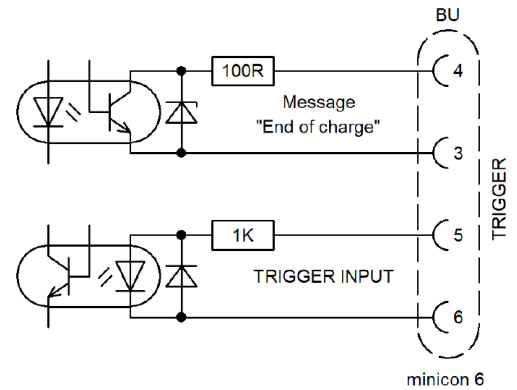 BU
100R
4
Message
"End of charge"
3
TRIGGER
1K
5
TRIGGER INPUT
6
minicon 6